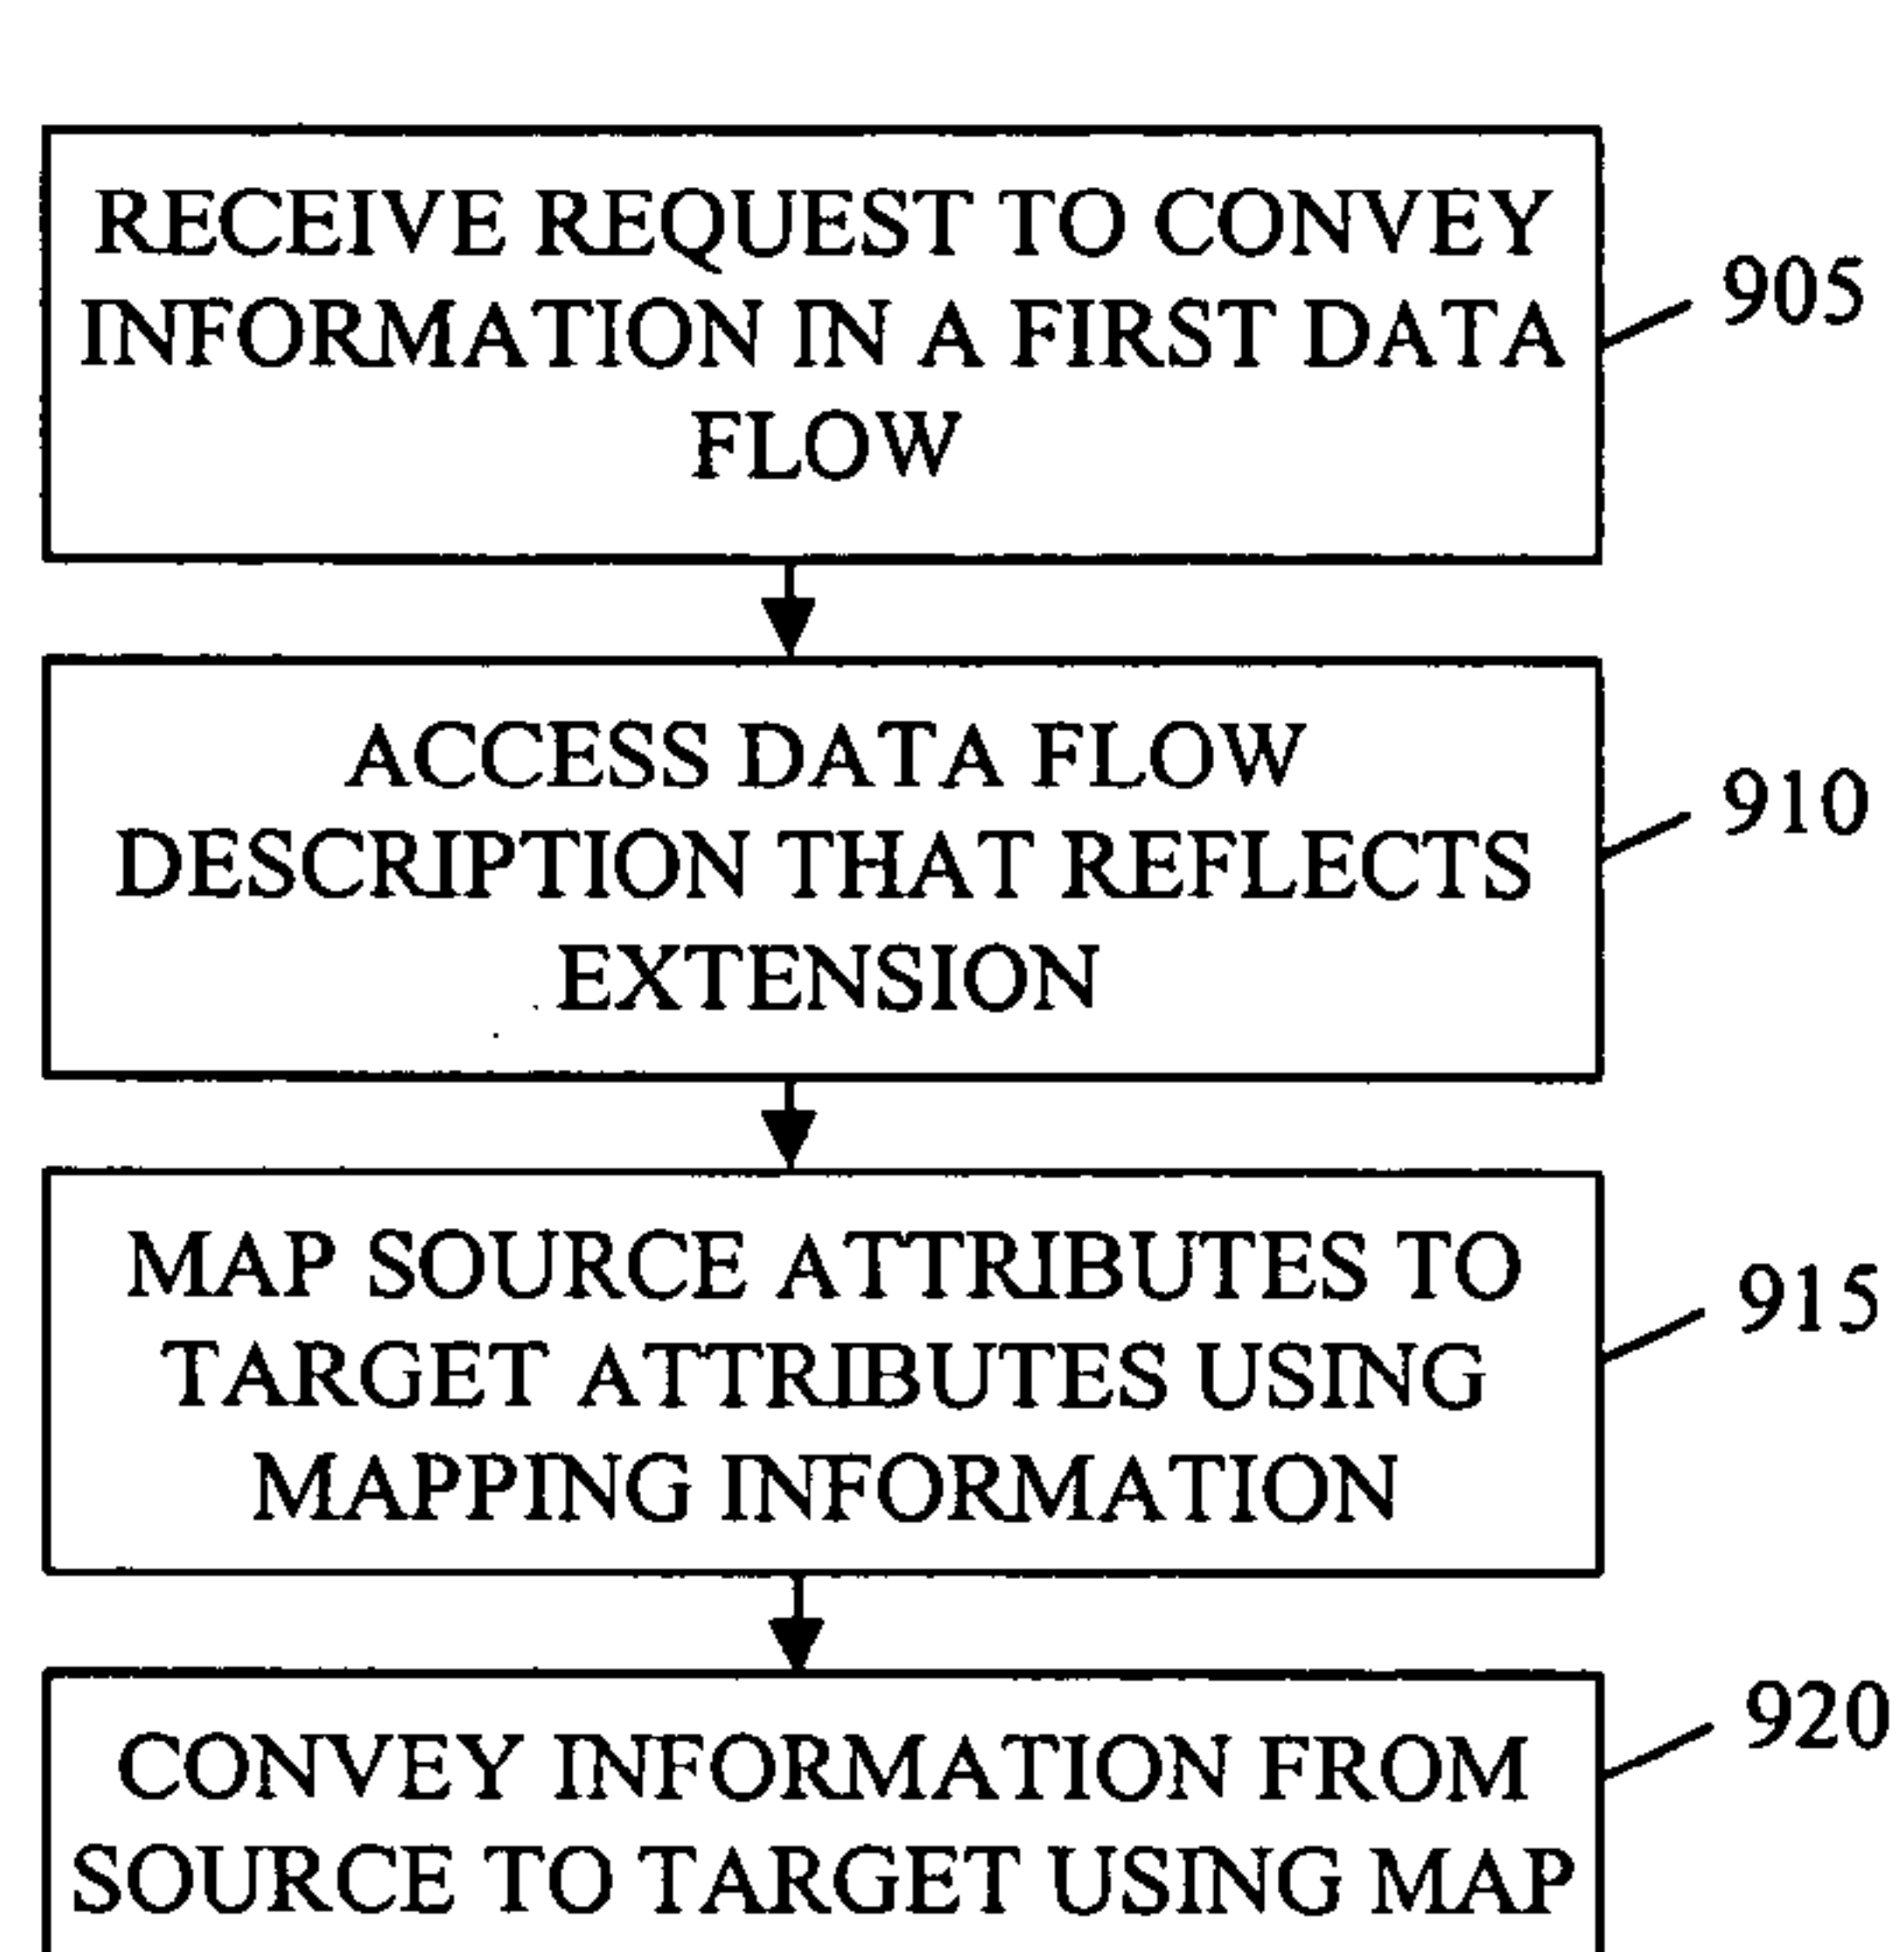 RECEIVE REQUEST TO CONVEY
INFORMATION IN A FIRST DATA
FLOW
905
ACCESS DATA FLOW
DESCRIPTION THAT REFLECTS
EXTENSION
910
MAP SOURCE ATTRIBUTES TO
TARGET ATTRIBUTES USING
MAPPING INFORMATION
915
CONVEY INFORMATION FROM
SOURCE TO TARGET USING MAP
920